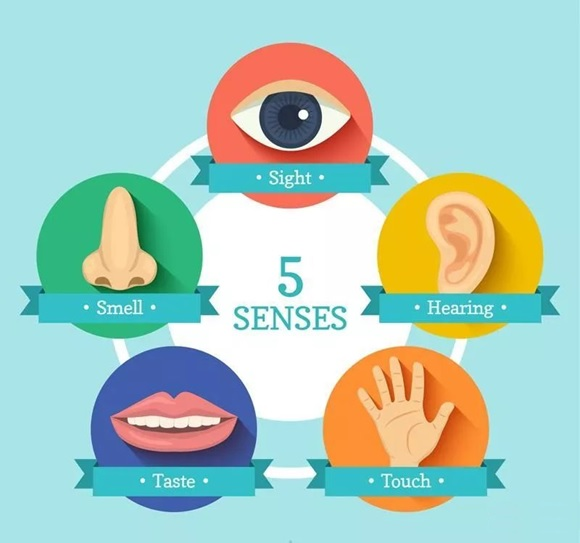 • Sight •
• Smell •
• Hearing •
5
SENSES
• Taste •
• Touch •